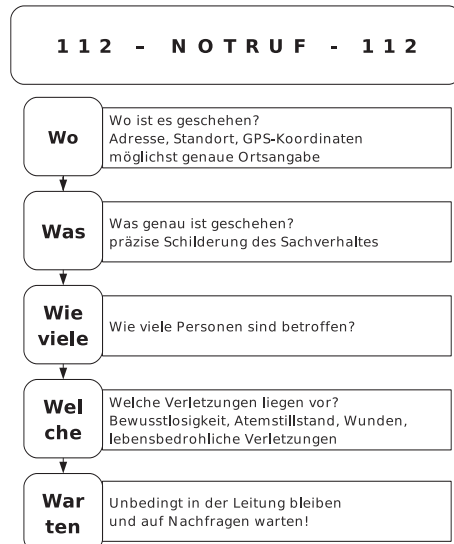 112 – NOTRUF - 112
Wo
Wo ist es geschehen?
Adresse, Standort, GPS-Koordinaten
möglichst genaue Ortsangabe
Was
Was genau ist geschehen?
präzise Schilderung des Sachverhaltes
Wie
viele
Wie viele Personen sind betroffen?
Wel
che
Welche Verletzungen liegen vor?
Bewusstlosigkeit, Atemstillstand, Wunden,
lebensbedrohliche Verletzungen
War
ten
Unbedingt in der Leitung bleiben
und auf Nachfragen warten!